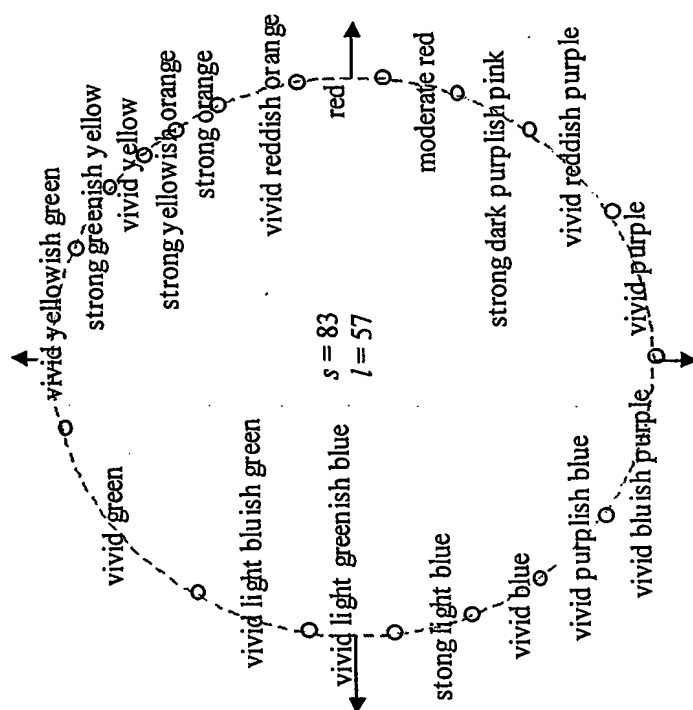 vivid yellowish green
strong greenish yellow
vivid green
vivid yellow
strong yellowish orange
strong orange
vivid light bluish green
vivid reddish orange
s = 83
red
vivid light greenish blue
l = 57
moderate red
stong light blue
strong dark purplish pink
vivid blue
vivid reddish purple
vivid purplish blue
vivid purple
vivid bluish purple